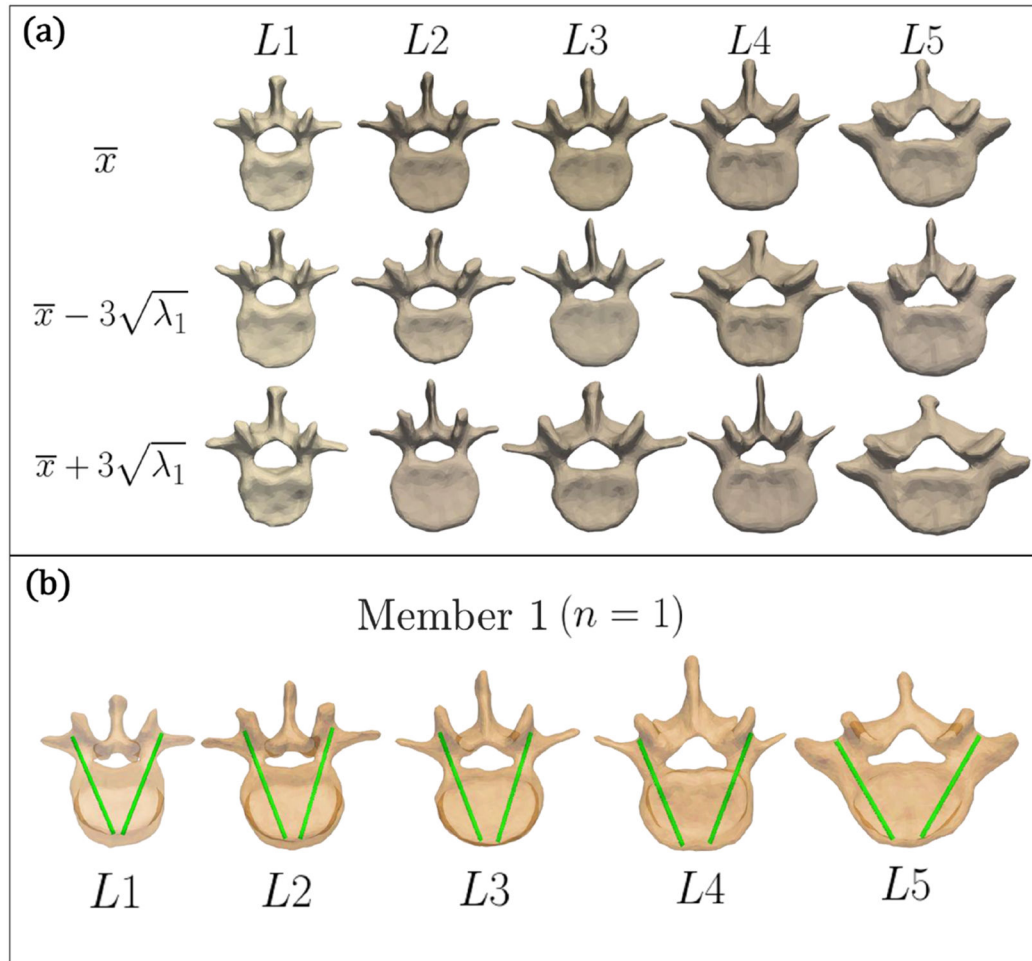 (a)
L1 L2 L3 L4 L5
x̅
x̅ − 3√λ₁
x̅ + 3√λ₁
(b)
Member 1 (n = 1)
L1 L2 L3 L4 L5